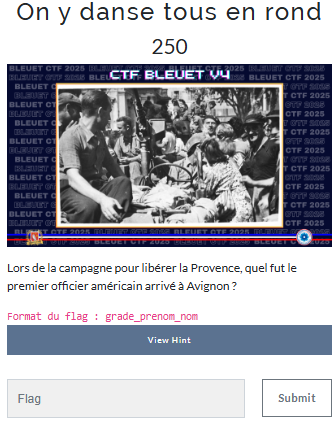 On y danse tous en rond
250
BLEUET CTF 2025
CTF BLEUET V4
Lors de la campagne pour libérer la Provence, quel fut le
premier officier américain arrivé à Avignon ?
Format du flag : grade_prenom_nom
View Hint
Flag
Submit